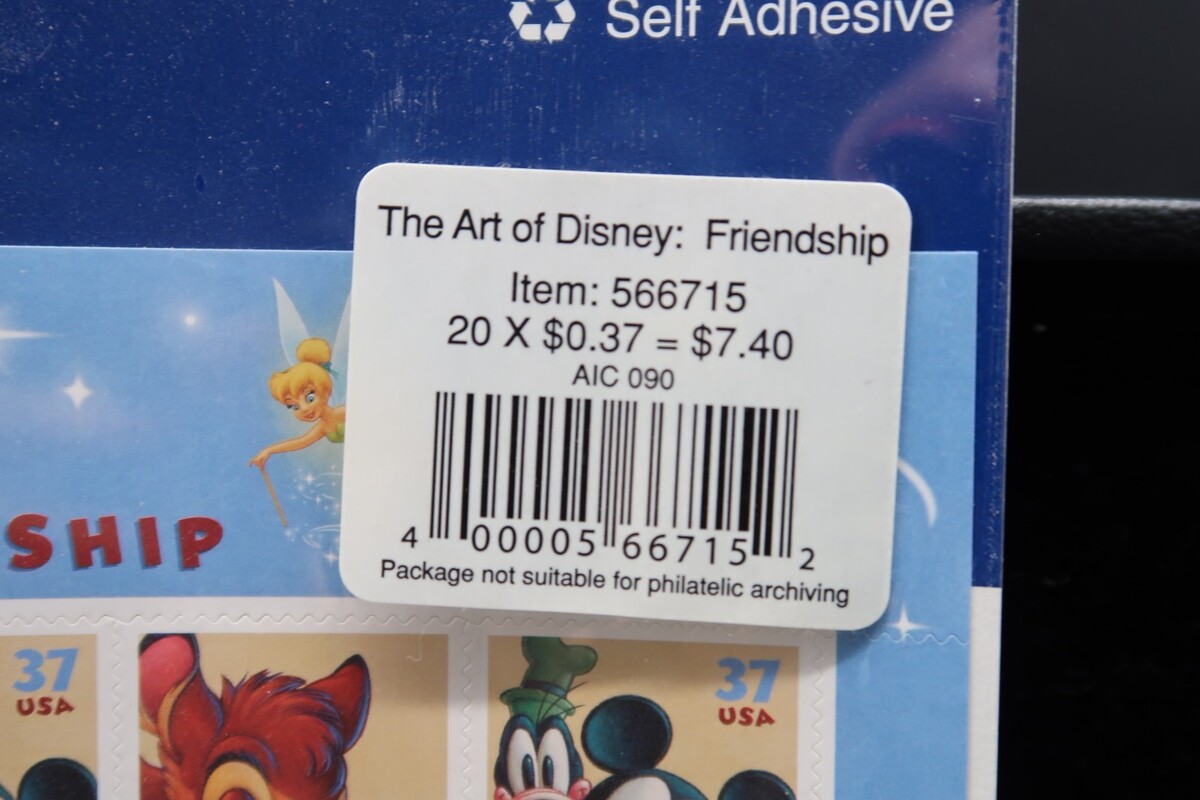 Self Adhesive
The Art of Disney: Friendship
Item: 566715
20 X $0.37 = $7.40
AIC 090
4 00005 66715 2
Package not suitable for philatelic archiving
SHIP
37
USA
37
USA